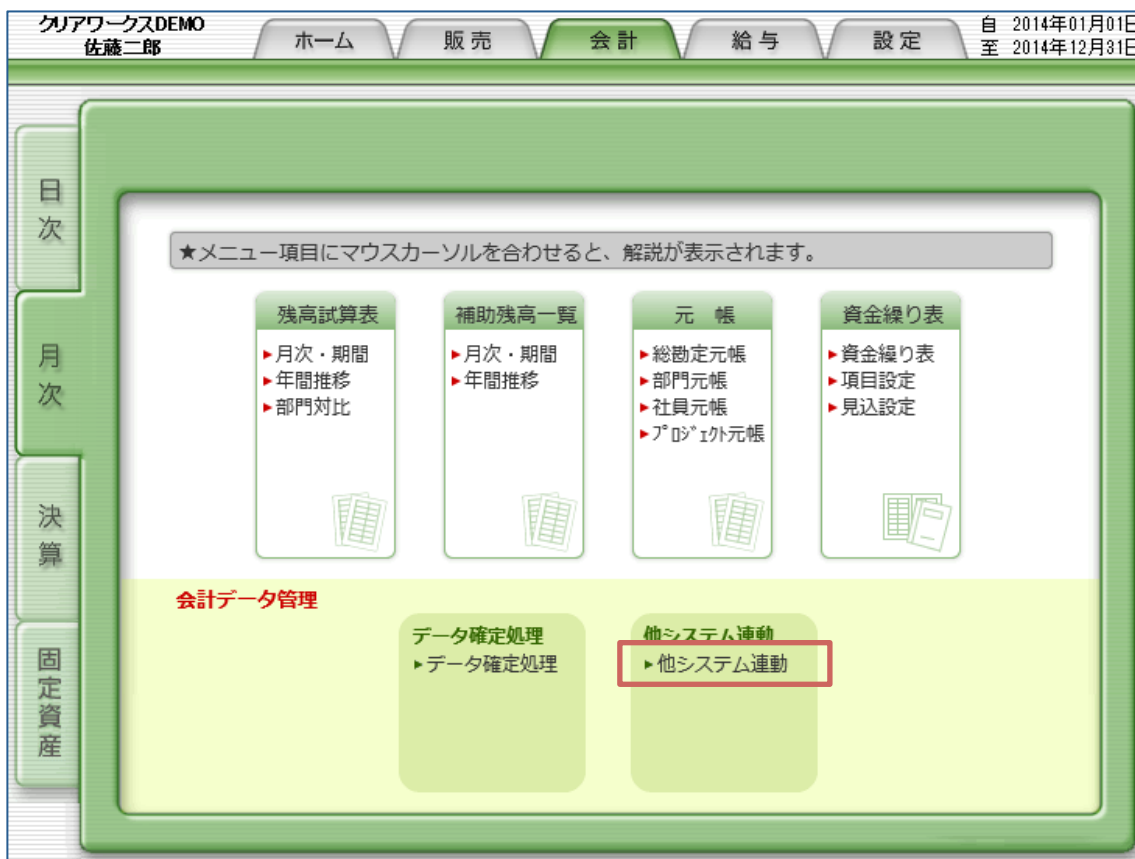 クリアワークスDEMO
佐藤二郎
ホーム
販売
会計
給与
設定
自 2014年01月01日
至 2014年12月31日
日次
月次
決算
固定資産
★メニュー項目にマウスカーソルを合わせると、解説が表示されます。
残高試算表
▶月次・期間
▶年間推移
▶部門対比
補助残高一覧
▶月次・期間
▶年間推移
元 帳
▶総勘定元帳
▶部門元帳
▶社員元帳
▶ﾌﾟﾛｼﾞｪｸﾄ元帳
資金繰り表
▶資金繰り表
▶項目設定
▶見込設定
会計データ管理
データ確定処理
▶データ確定処理
他システム連動
▶他システム連動